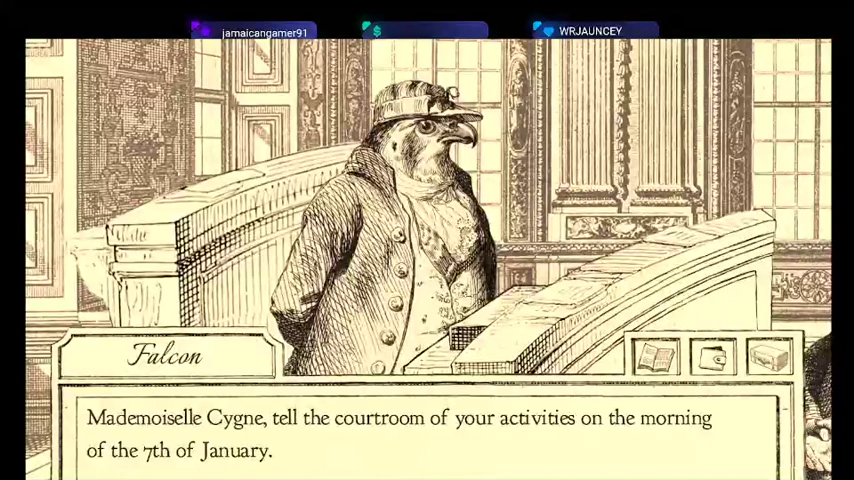 jamaicangamer91
$
WRJAUNCEY
Falcon
Mademoiselle Cygne, tell the courtroom of your activities on the morning
of the 7th of January.